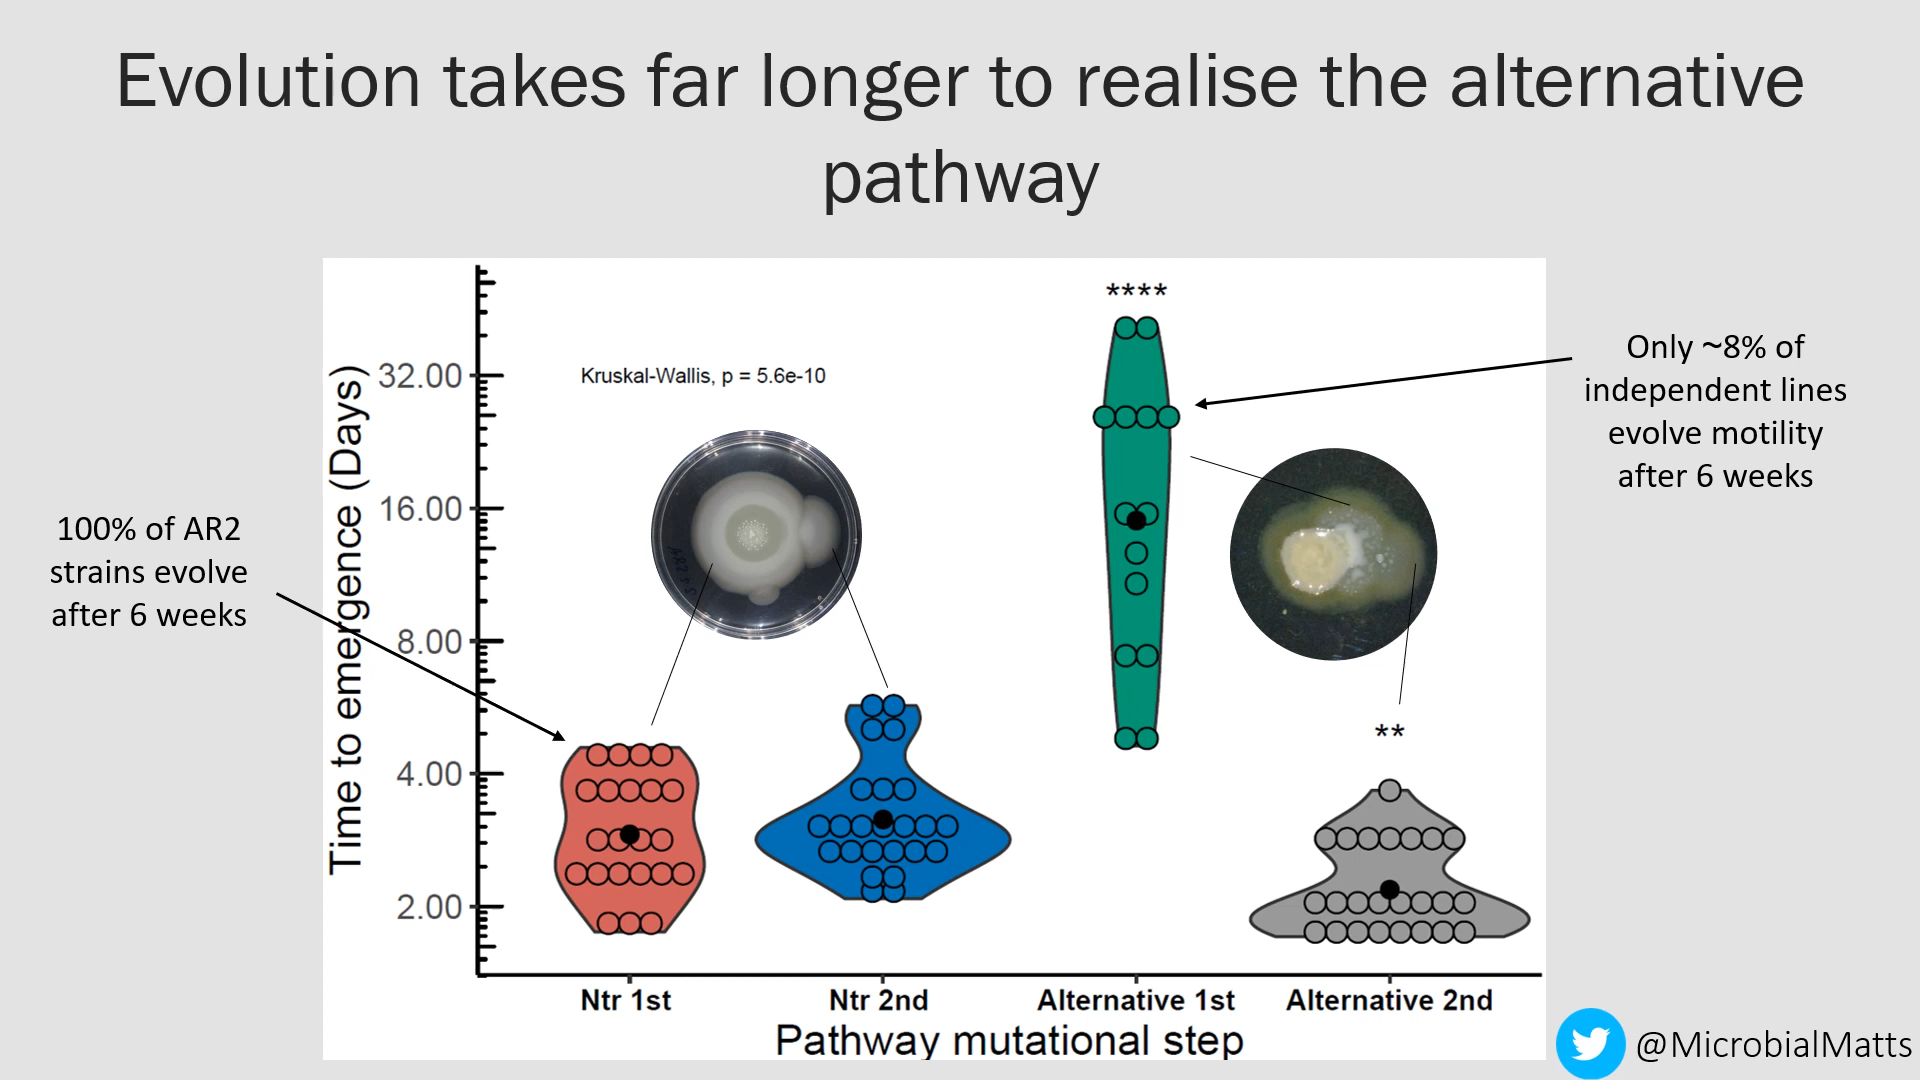 Evolution takes far longer to realise the alternative
pathway
100% of AR2
strains evolve
after 6 weeks
Only ~8% of
independent lines
evolve motility
after 6 weeks
Time to emergence (Days)
32.00
16.00
8.00
4.00
2.00
Kruskal-Wallis, p = 5.6e-10
****
**
Ntr 1st
Ntr 2nd
Alternative 1st
Alternative 2nd
Pathway mutational step
@MicrobialMatts